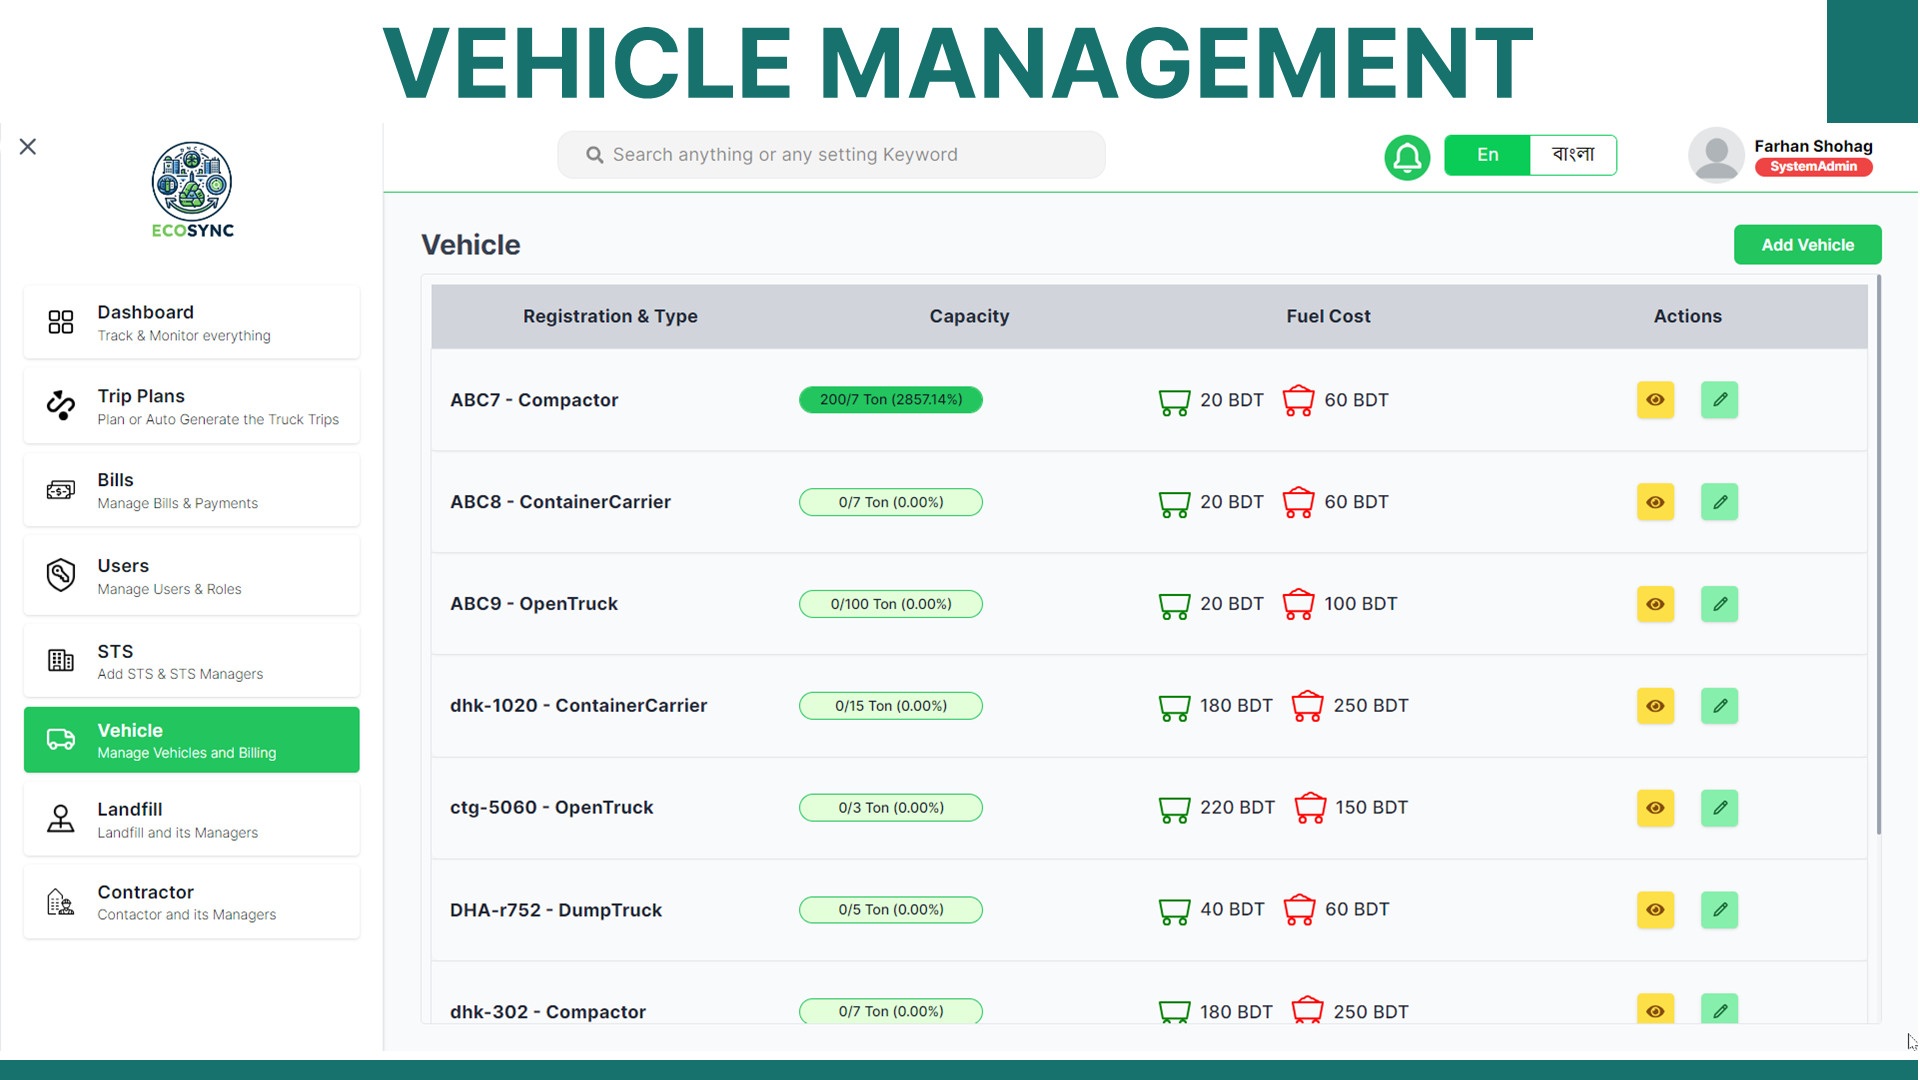 VEHICLE MANAGEMENT
ECOSYNC
Search anything or any setting Keyword
En
বাংলা
Farhan Shohag
SystemAdmin
Dashboard
Track & Monitor everything
Trip Plans
Plan or Auto Generate the Truck Trips
Bills
Manage Bills & Payments
Users
Manage Users & Roles
STS
Add STS & STS Managers
Vehicle
Manage Vehicles and Billing
Landfill
Landfill and its Managers
Contractor
Contactor and its Managers
Vehicle
Add Vehicle
Registration & Type Capacity Fuel Cost Actions
ABC7 - Compactor 200/7 Ton (2857.14%) 20 BDT 60 BDT
ABC8 - ContainerCarrier 0/7 Ton (0.00%) 20 BDT 60 BDT
ABC9 - OpenTruck 0/100 Ton (0.00%) 20 BDT 100 BDT
dhk-1020 - ContainerCarrier 0/15 Ton (0.00%) 180 BDT 250 BDT
ctg-5060 - OpenTruck 0/3 Ton (0.00%) 220 BDT 150 BDT
DHA-r752 - DumpTruck 0/5 Ton (0.00%) 40 BDT 60 BDT
dhk-302 - Compactor 0/7 Ton (0.00%) 180 BDT 250 BDT